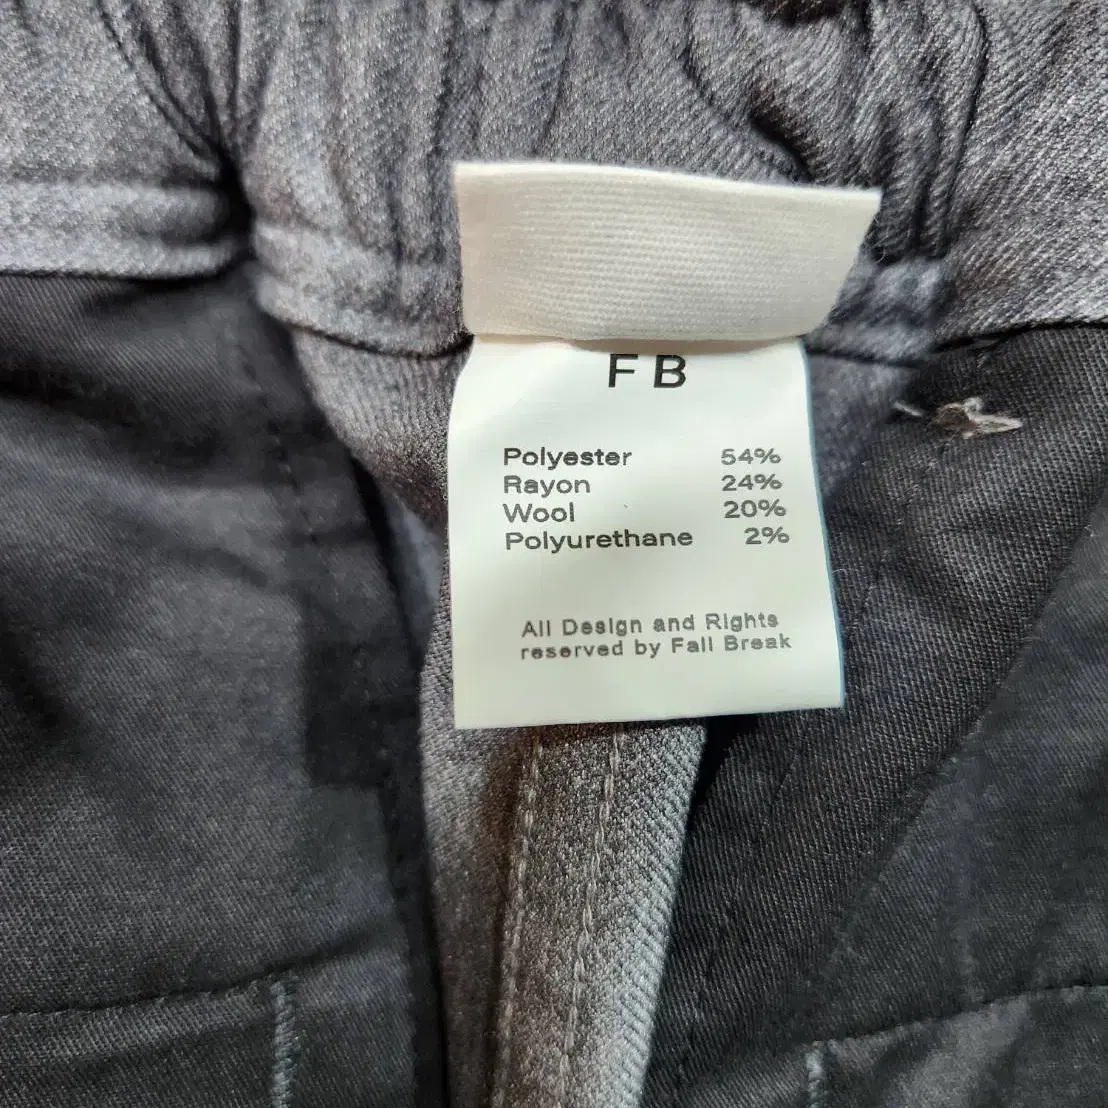 FB
Polyester 54%
Rayon 24%
Wool 20%
Polyurethane 2%
All Design and Rights
reserved by Fall Break